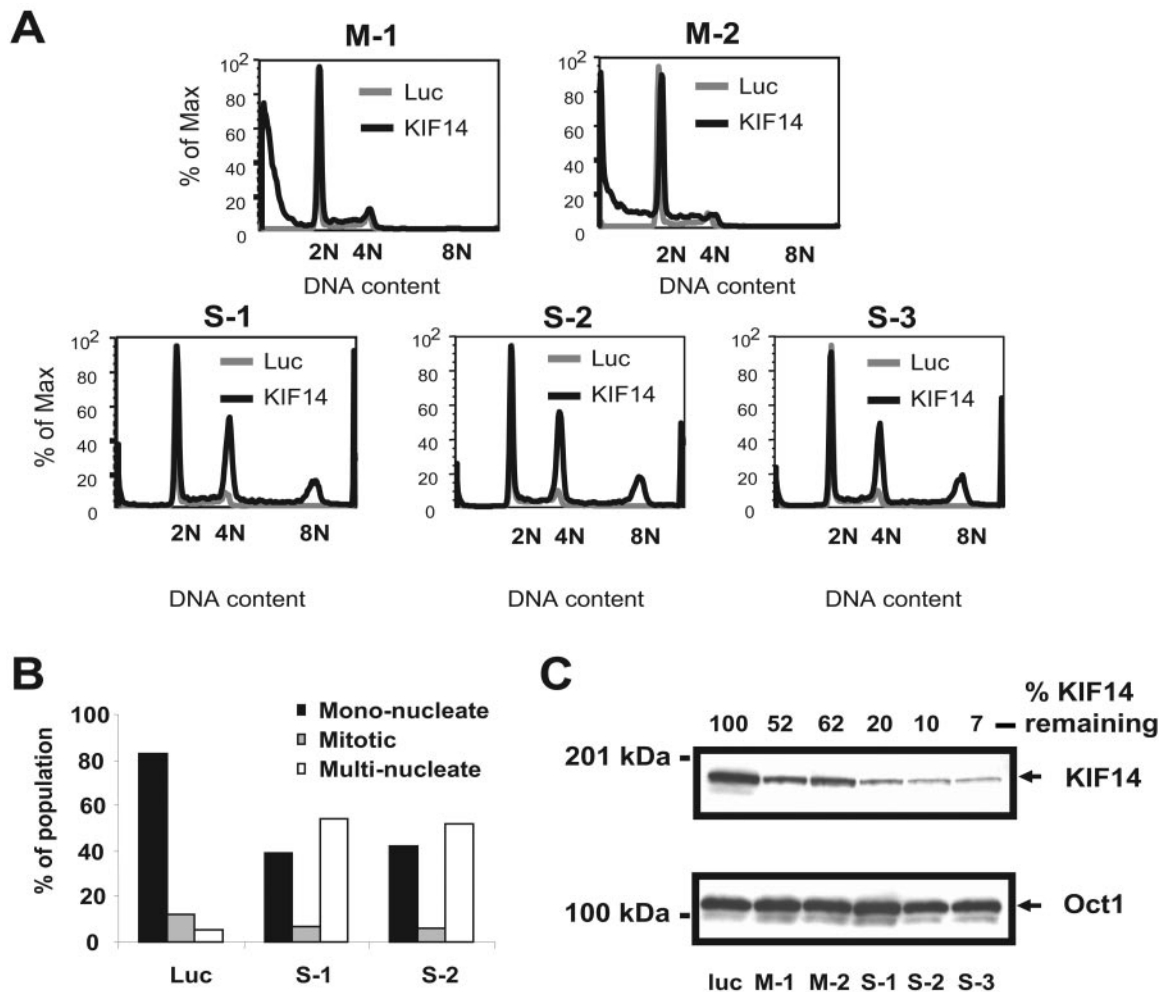 A
M-1
M-2
% of Max
10²
80
60
40
20
0
Luc
KIF14
2N 4N 8N
DNA content
10²
80
60
40
20
0
Luc
KIF14
2N 4N 8N
DNA content
S-1
S-2
S-3
% of Max
10²
80
60
40
20
0
Luc
KIF14
2N 4N 8N
DNA content
10²
80
60
40
20
0
Luc
KIF14
2N 4N 8N
DNA content
10²
80
60
40
20
0
Luc
KIF14
2N 4N 8N
DNA content
B
% of population
100
80
60
40
20
0
Mono-nucleate
Mitotic
Multi-nucleate
Luc S-1 S-2
C
% KIF14
100 52 62 20 10 7 remaining
201 kDa
KIF14
100 kDa
Oct1
luc M-1 M-2 S-1 S-2 S-3